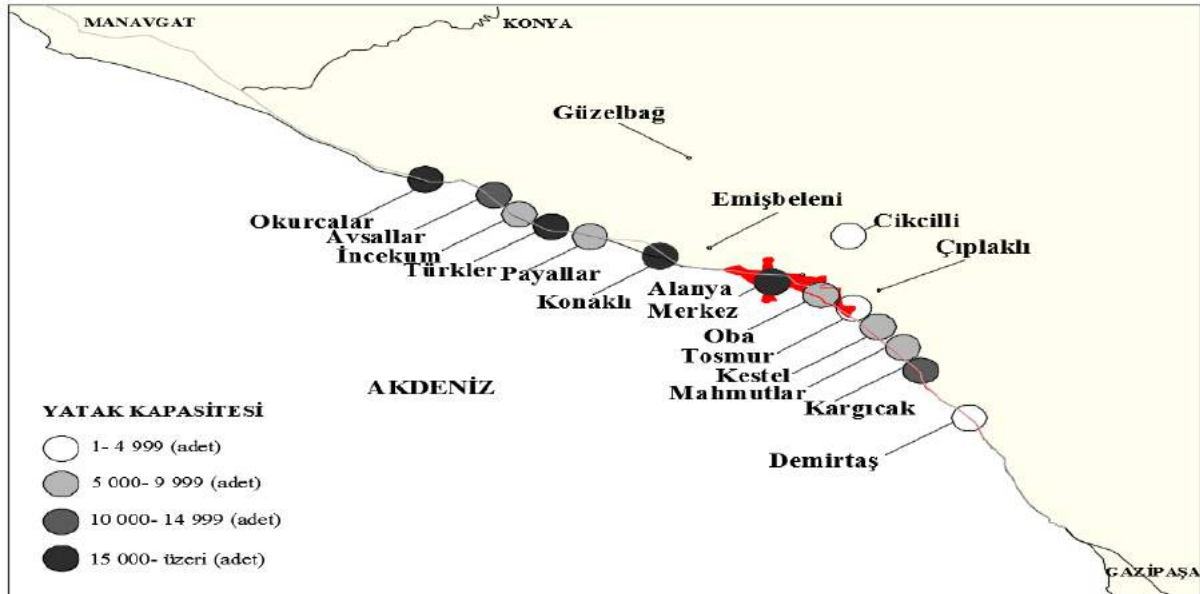 MANAVGAT
KONYA
Güzelbağ
Emişbeleni
Cikcilli
Çıplaklı
Okurcalar
Avsallar
İncekum
Türkler
Payallar
Konaklı
Alanya
Merkez
Oba
Tosmur
Kestel
Mahmutlar
Kargıcak
Demirtaş
AKDENİZ
GAZİPAŞA
YATAK KAPASİTESİ
1- 4 999 (adet)
5 000- 9 999 (adet)
10 000- 14 999 (adet)
15 000- üzeri (adet)